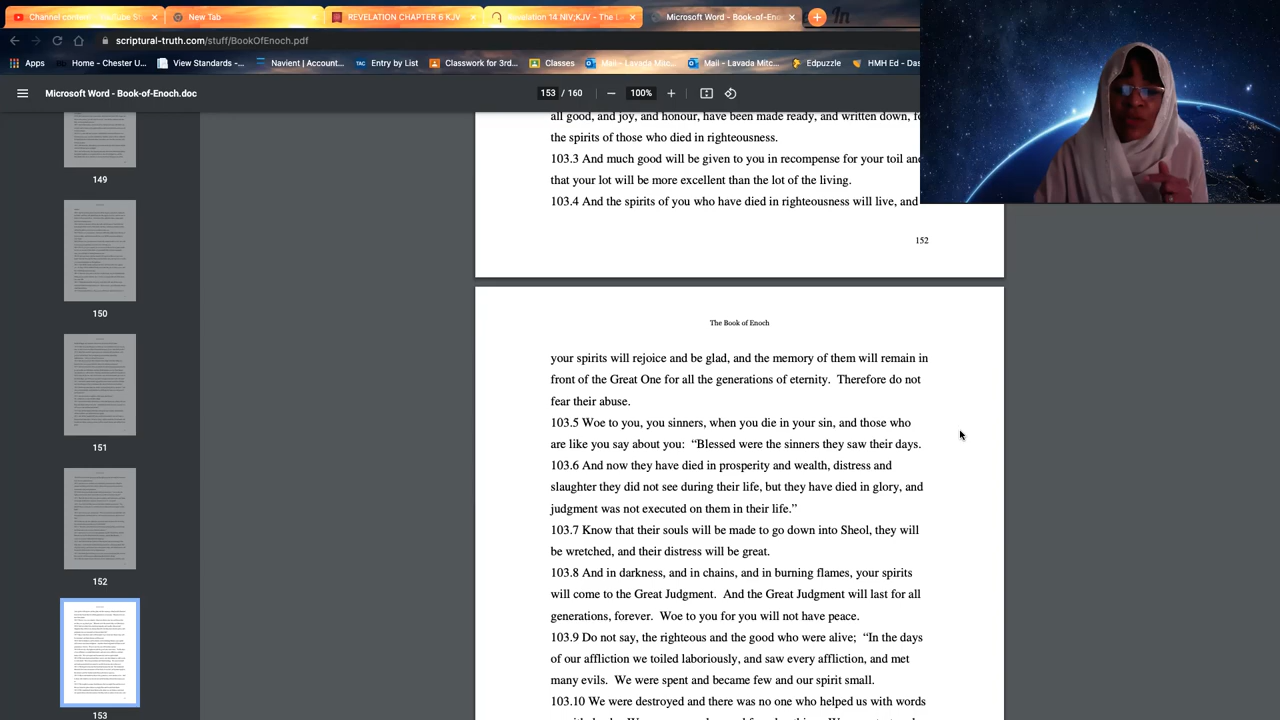 Channel content - YouTube St
New Tab
REVELATION CHAPTER 6 KJV
Revelation 14 NIV;KJV - The L
Microsoft Word - Book-of-Eno
scriptural-truth.com/stuff/BookOfEnoch.pdf
Apps
Home - Chester U...
View Standards -...
Navient | Account...
TAC Entry by List
Classwork for 3rd...
Classes
Mail – Lavada Mitc...
Mail – Lavada Mitc...
Edpuzzle
HMH Ed - Das
Microsoft Word - Book-of-Enoch.doc
153 / 160
100%
149
150
151
152
153
all good, and joy, and honour, have been made ready, and written down, fo
the spirits of those who died in righteousness.
103.3 And much good will be given to you in recompense for your toil and
that your lot will be more excellent than the lot of the living.
103.4 And the spirits of you who have died in righteousness will live, and
152
The Book of Enoch
your spirits will rejoice and be glad, and the memory of them will remain in
front of the Great One for all the generations of eternity. Therefore do not
fear their abuse.
103.5 Woe to you, you sinners, when you die in your sin, and those who
are like you say about you: “Blessed were the sinners they saw their days.
103.6 And now they have died in prosperity and wealth, distress and
slaughter they did not see during their life, but they have died in glory, and
judgment was not executed on them in their life.”
103.7 Know that their souls will be made to go down into Sheol, they will
be wretched, and their distress will be great.
103.8 And in darkness, and in chains, and in burning flames, your spirits
will come to the Great Judgment. And the Great Judgment will last for all
generations, forever. Woe to you for you will not have peace.
103.9 Do not say, the righteous and the good who were alive; “In the days
of our affliction we toiled laboriously, and saw every affliction, and met
many evils. We were spent and became few and our spirit small.
103.10 We were destroyed and there was no one who helped us with words